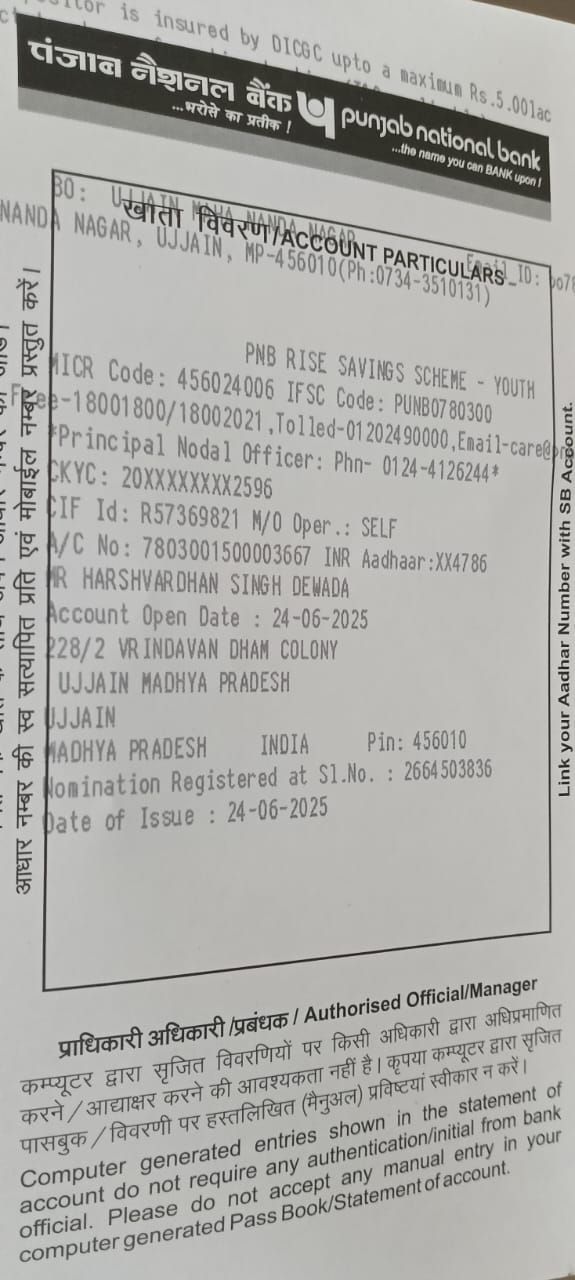 itor is insured by DICGC upto a maximum Rs.5.00lac
पंजाब नैशनल बैंक
...भरोसे का प्रतीक !
punjab national bank
...the name you can BANK upon !
BO: UJJAIN MAHA NANDA NAGAR
खाता विवरण/ACCOUNT PARTICULARS
Email_ID: bo78
NANDA NAGAR, UJJAIN, MP-456010(Ph:0734-3510131)
PNB RISE SAVINGS SCHEME - YOUTH
MICR Code: 456024006 IFSC Code: PUNB0780300
Free-18001800/18002021,Tolled-01202490000,Email-care@pn
*Principal Nodal Officer: Phn- 0124-4126244*
CKYC: 20XXXXXXXX2596
CIF Id: R57369821 M/O Oper.: SELF
A/C No: 7803001500003667 INR Aadhaar:XX4786
MR HARSHVARDHAN SINGH DEWADA
Account Open Date : 24-06-2025
228/2 VRINDAVAN DHAM COLONY
UJJAIN MADHYA PRADESH
UJJAIN
MADHYA PRADESH INDIA Pin: 456010
Nomination Registered at Sl.No. : 2664503836
Date of Issue : 24-06-2025
आधार नम्बर की स्व सत्यापित प्रति एवं मोबाईल नम्बर प्रस्तुत करें।
Link your Aadhar Number with SB Account.
प्राधिकारी अधिकारी/प्रबंधक / Authorised Official/Manager
कम्प्यूटर द्वारा सृजित विवरणियों पर किसी अधिकारी द्वारा अधिप्रमाणित
करने / आद्याक्षर करने की आवश्यकता नहीं है। कृपया कम्प्यूटर द्वारा सृजित
पासबुक / विवरणी पर हस्तलिखित (मैनुअल) प्रविष्टयां स्वीकार न करें।
Computer generated entries shown in the statement of
account do not require any authentication/initial from bank
official. Please do not accept any manual entry in your
computer generated Pass Book/Statement of account.